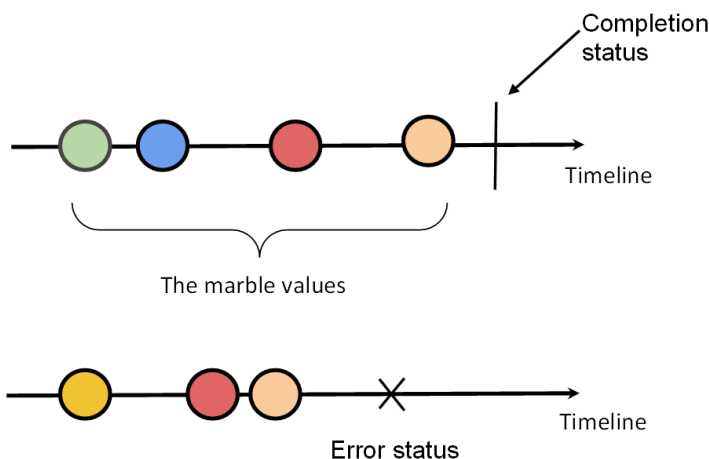 Completion
status
Timeline
The marble values
Timeline
Error status